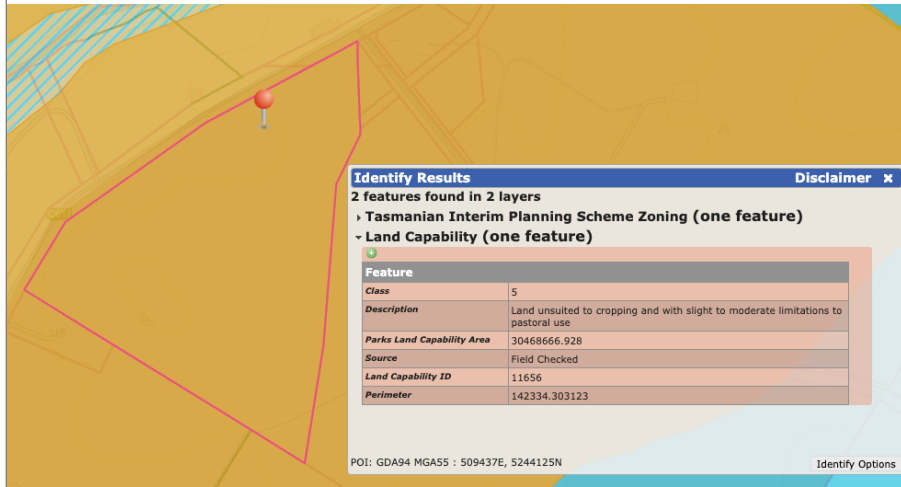 Identify Results Disclaimer ×
2 features found in 2 layers
Tasmanian Interim Planning Scheme Zoning (one feature)
Land Capability (one feature)
Feature
Class 5
Description Land unsuited to cropping and with slight to moderate limitations to
pastoral use
Parks Land Capability Area 30468666.928
Source Field Checked
Land Capability ID 11656
Perimeter 142334.303123
POI: GDA94 MGA55 : 509437E, 5244125N Identify Options